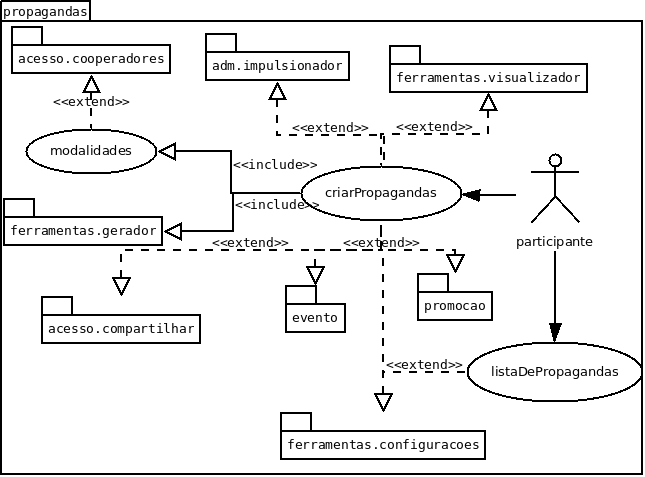 propagandas
acesso.cooperadores
adm.impulsionador
ferramentas.visualizador
<<extend>>
<<extend>>
<<extend>>
modalidades
<<include>>
criarPropagandas
<<include>>
ferramentas.gerador
participante
<<extend>>
<<extend>>
promocao
evento
acesso.compartilhar
<<extend>>
listaDePropagandas
ferramentas.configuracoes